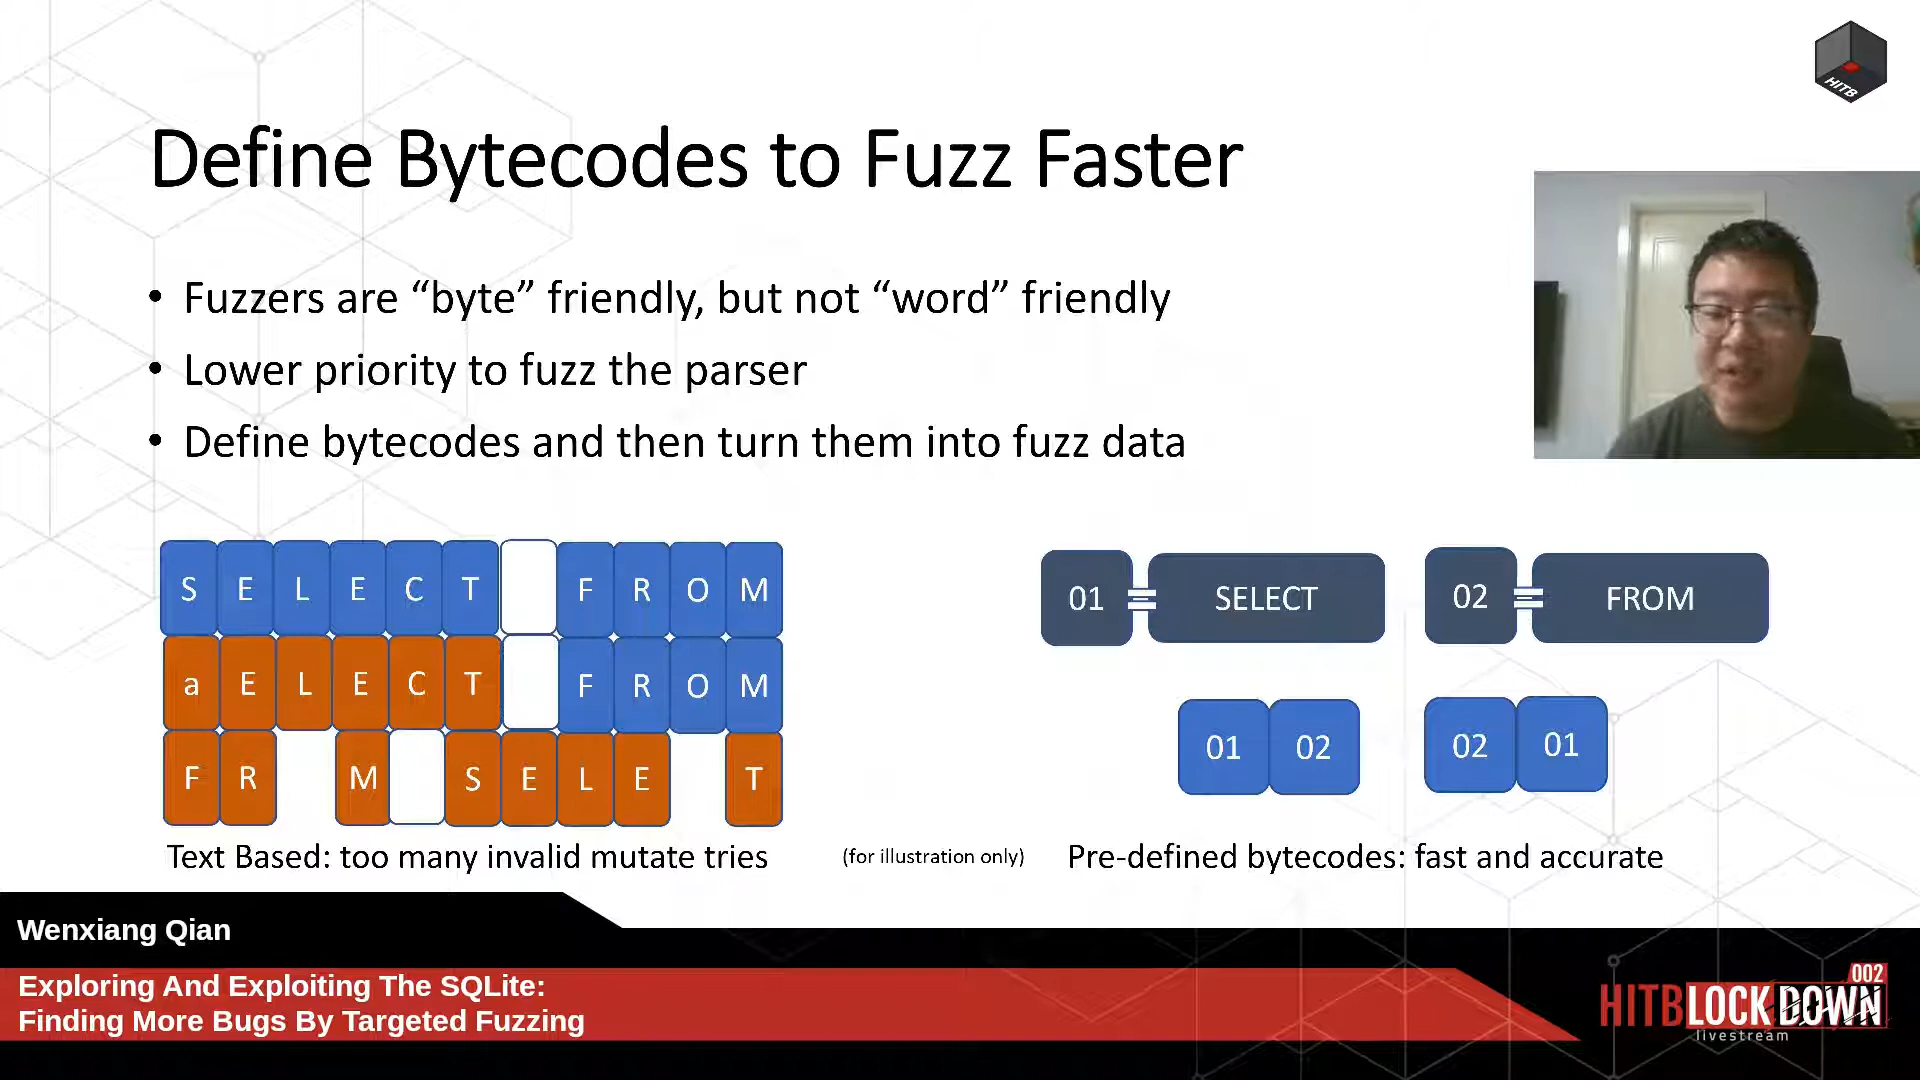 HITB
Define Bytecodes to Fuzz Faster
• Fuzzers are “byte” friendly, but not “word” friendly
• Lower priority to fuzz the parser
• Define bytecodes and then turn them into fuzz data
S E L E C T F R O M
a E L E C T F R O M
F R M S E L E T
Text Based: too many invalid mutate tries
(for illustration only)
01 = SELECT 02 = FROM
01 02 02 01
Pre-defined bytecodes: fast and accurate
Wenxiang Qian
Exploring And Exploiting The SQLite:
Finding More Bugs By Targeted Fuzzing
002
HITBLOCKDOWN
livestream